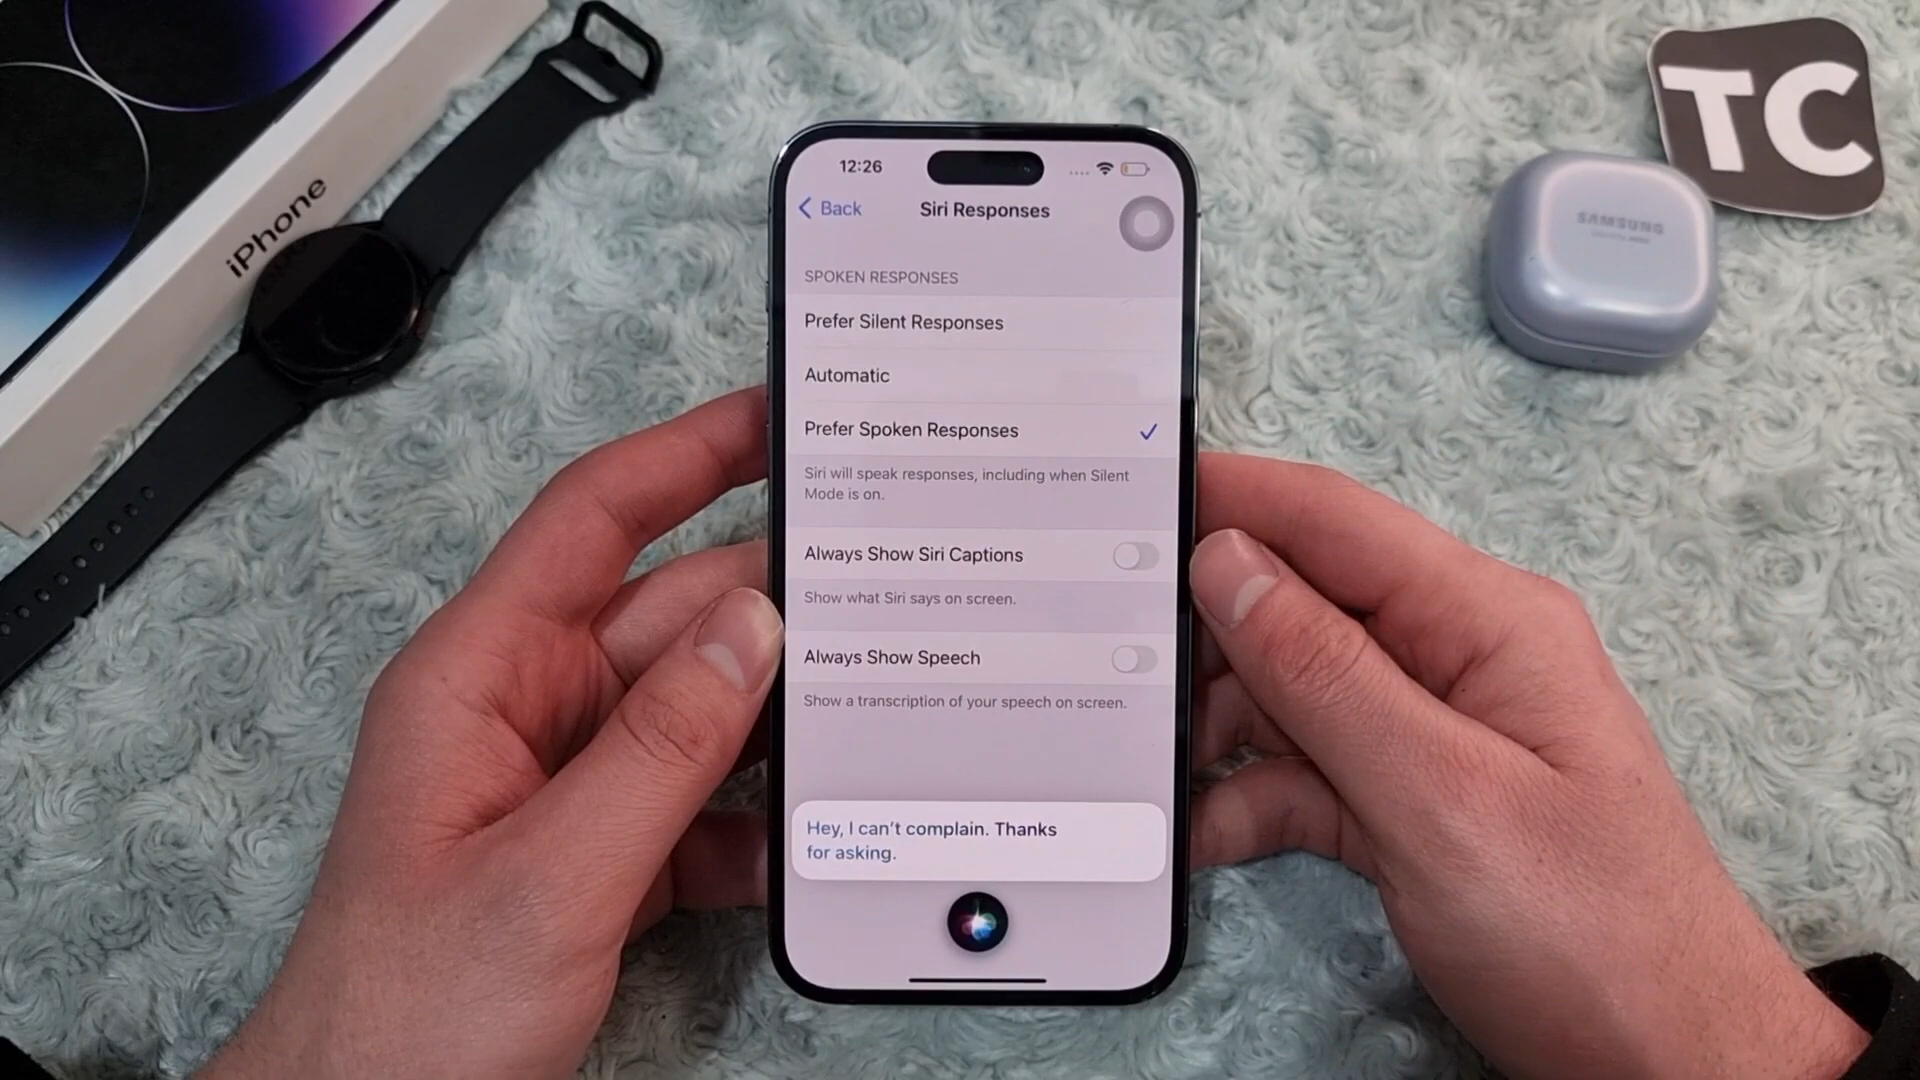 iPhone
TC
SAMSUNG
12:26
Back
Siri Responses
SPOKEN RESPONSES
Prefer Silent Responses
Automatic
Prefer Spoken Responses
Siri will speak responses, including when Silent
Mode is on.
Always Show Siri Captions
Show what Siri says on screen.
Always Show Speech
Show a transcription of your speech on screen.
Hey, I can't complain. Thanks
for asking.